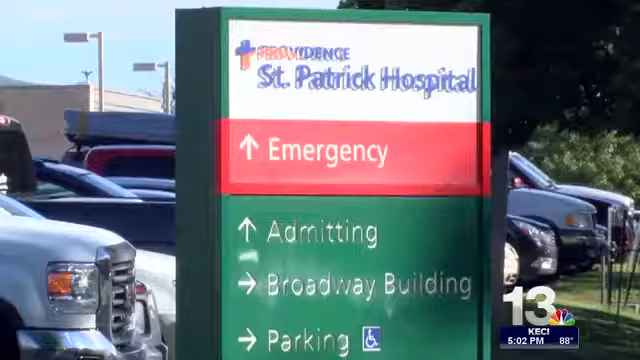 PROVIDENCE
St. Patrick Hospital
↑ Emergency
↑ Admitting
→ Broadway Building
→ Parking
13
KECI
5:02 PM 88°